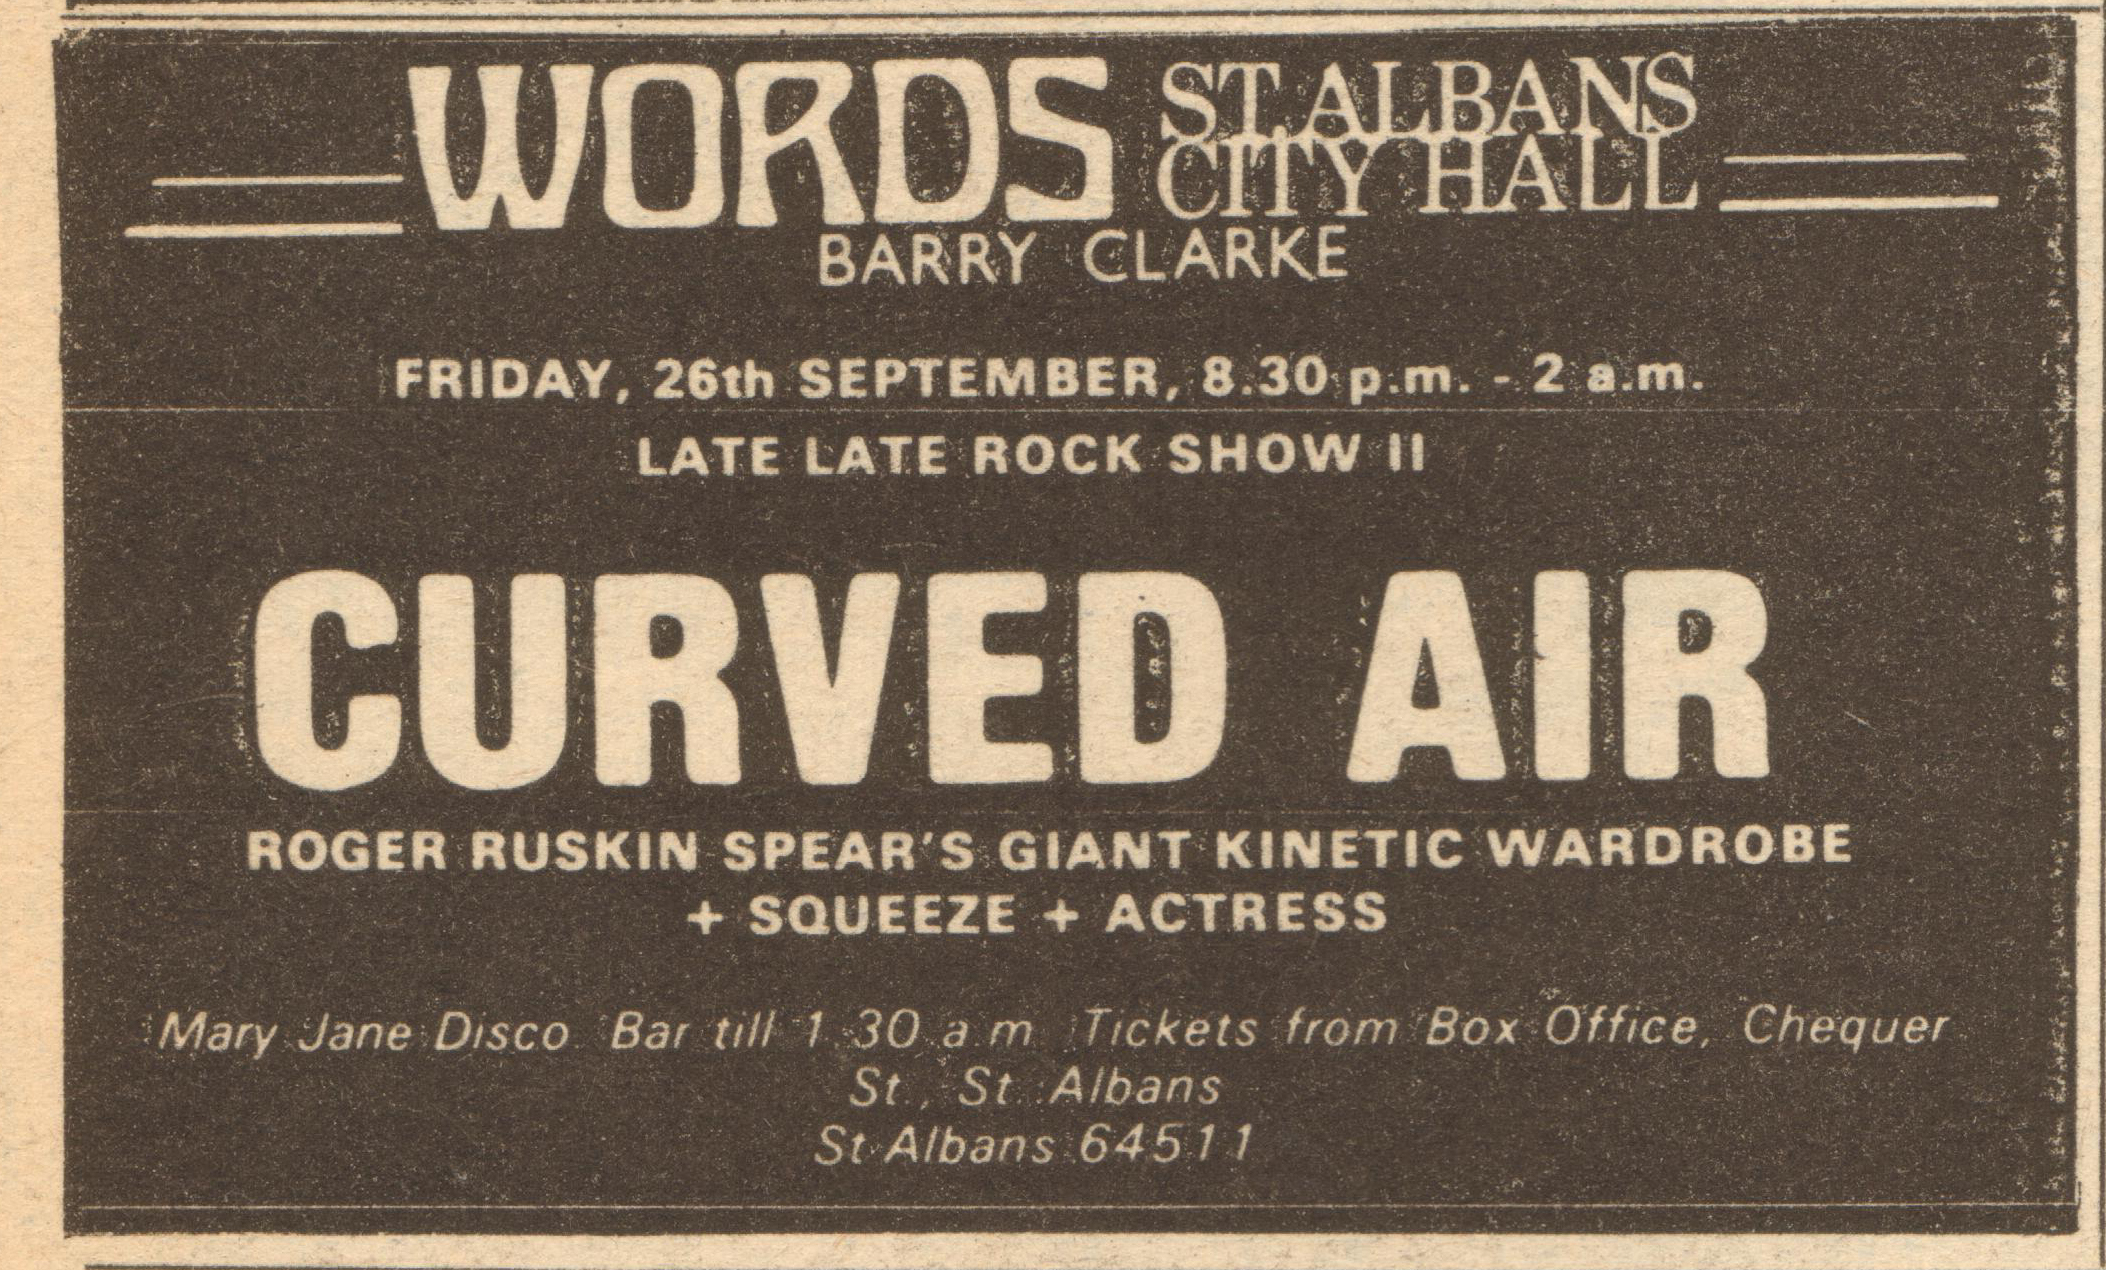 WORDS ST. ALBANS
CITY HALL
BARRY CLARKE
FRIDAY, 26th SEPTEMBER, 8.30 p.m. - 2 a.m.
LATE LATE ROCK SHOW II
CURVED AIR
ROGER RUSKIN SPEAR'S GIANT KINETIC WARDROBE
+ SQUEEZE + ACTRESS
Mary Jane Disco. Bar till 1.30 a.m. Tickets from Box Office, Chequer
St., St. Albans
St Albans 64511